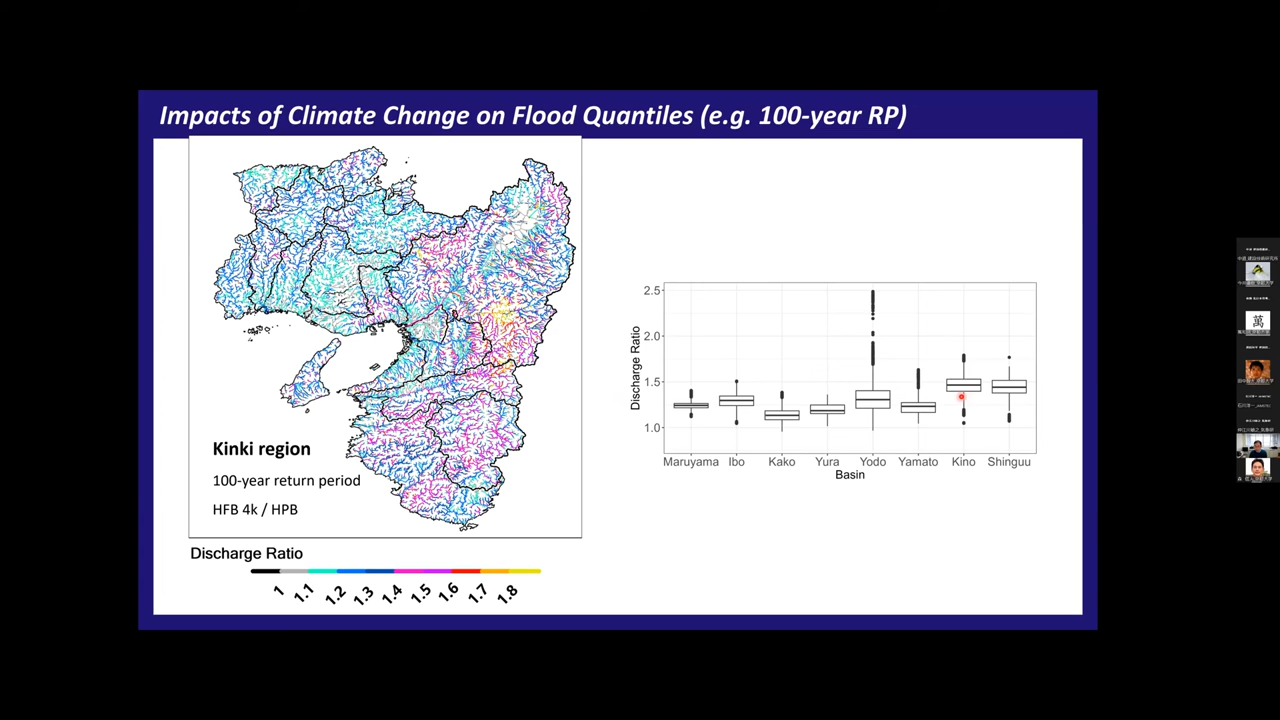 Impacts of Climate Change on Flood Quantiles (e.g. 100-year RP)
Kinki region
100-year return period
HFB 4k / HPB
Discharge Ratio
1 1.1 1.2 1.3 1.4 1.5 1.6 1.7 1.8
Discharge Ratio
2.5
2.0
1.5
1.0
Maruyama Ibo Kako Yura Yodo Yamato Kino Shinguu
Basin
萬